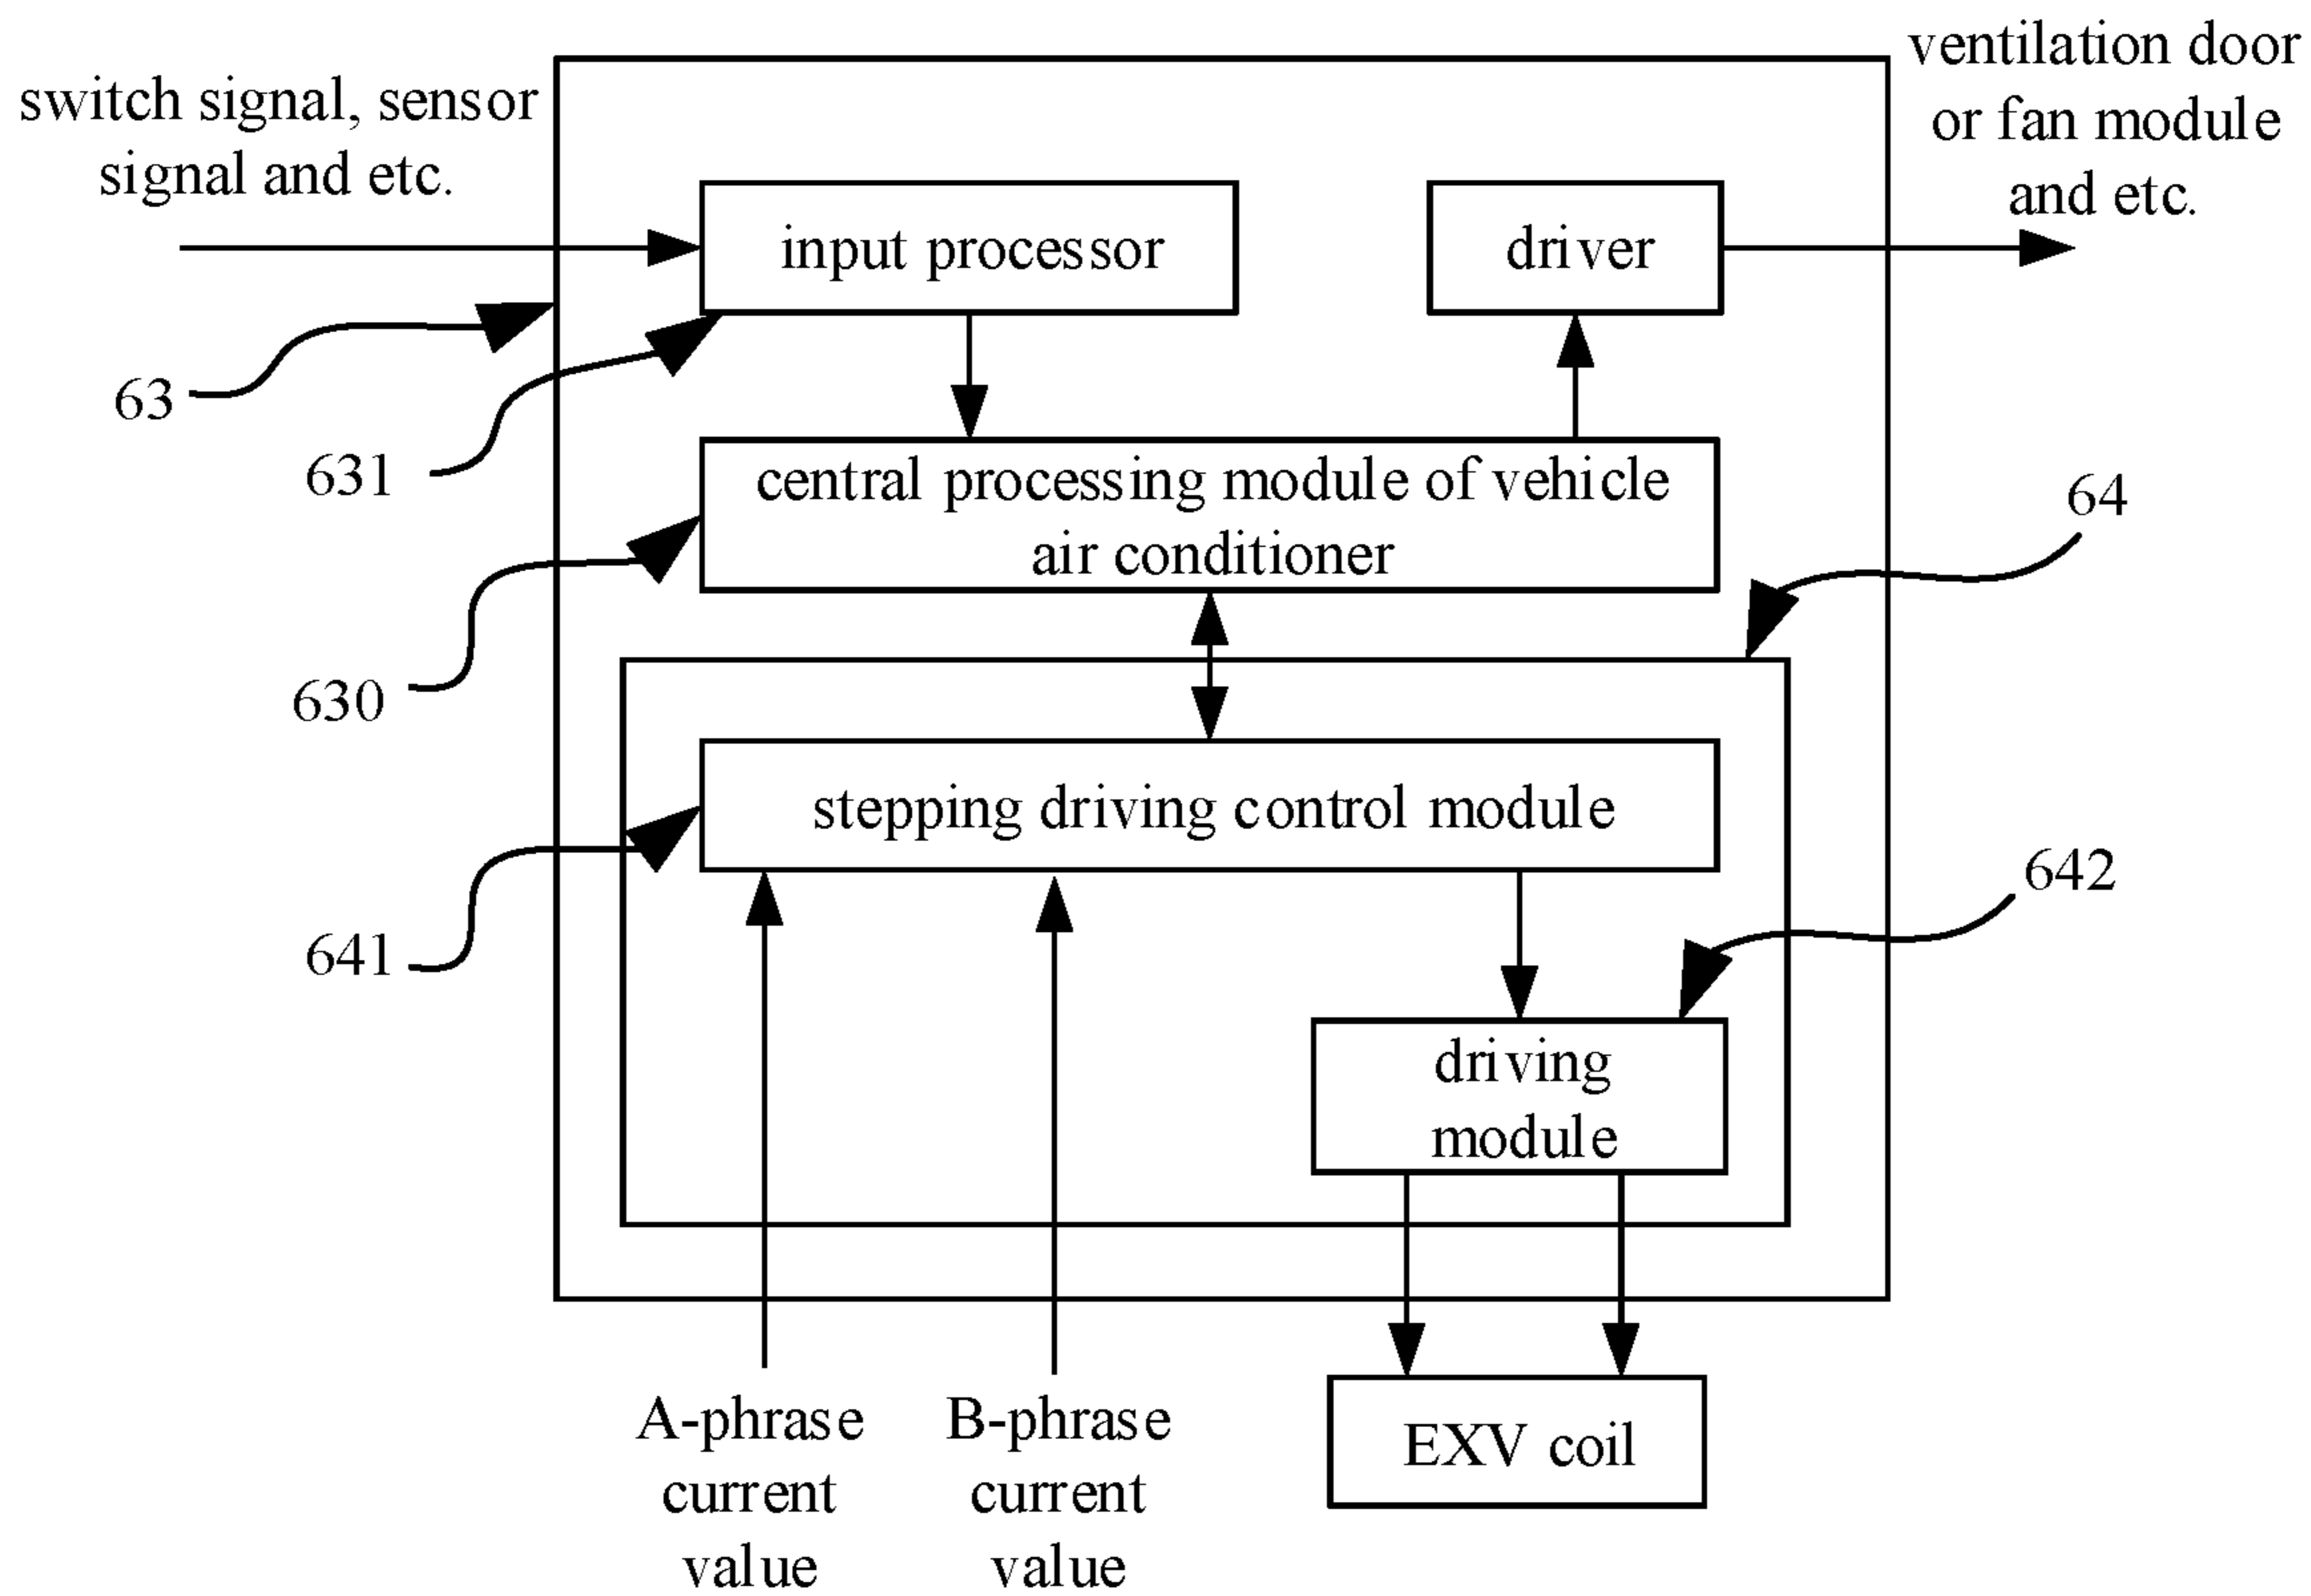 switch signal, sensor
signal and etc.
ventilation door
or fan module
and etc.
input processor
driver
63
631
central processing module of vehicle
air conditioner
64
630
stepping driving control module
642
641
driving
module
A-phrase
current
value
B-phrase
current
value
EXV coil